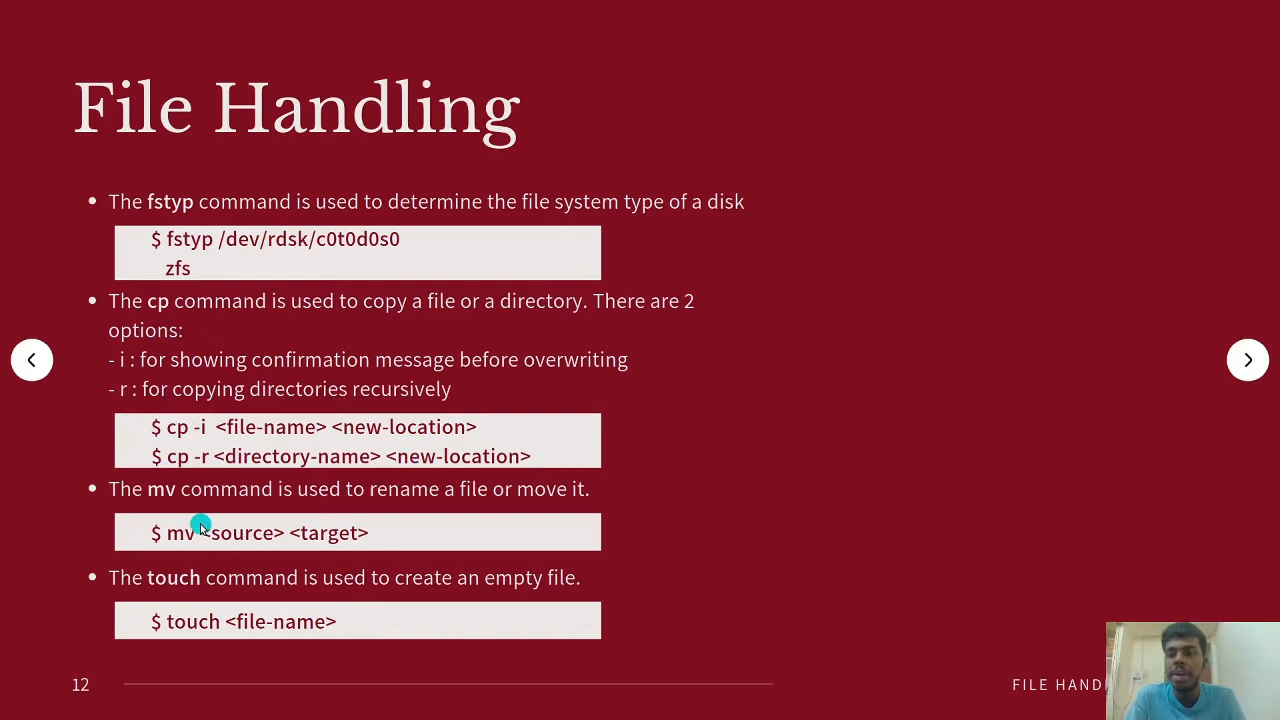 File Handling
• The fstyp command is used to determine the file system type of a disk
$ fstyp /dev/rdsk/c0t0d0s0
zfs
• The cp command is used to copy a file or a directory. There are 2
options:
- i : for showing confirmation message before overwriting
- r : for copying directories recursively
$ cp -i <file-name> <new-location>
$ cp -r <directory-name> <new-location>
• The mv command is used to rename a file or move it.
$ mv <source> <target>
• The touch command is used to create an empty file.
$ touch <file-name>
12
FILE HAND